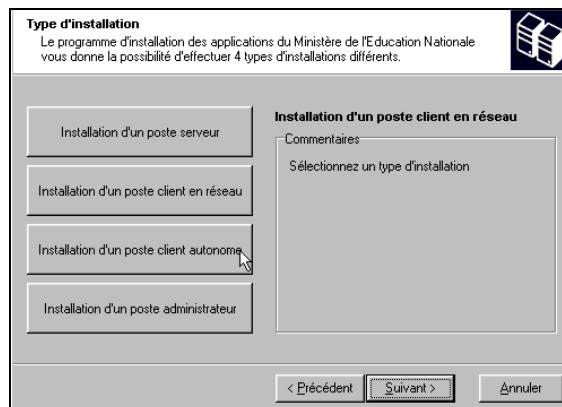 Type d'installation
Le programme d'installation des applications du Ministère de l'Education Nationale
vous donne la possibilité d'effectuer 4 types d'installations différents.
Installation d'un poste serveur
Installation d'un poste client en réseau
Installation d'un poste client autonome
Installation d'un poste administrateur
Installation d'un poste client en réseau
Commentaires
Sélectionnez un type d'installation
< Précédent
Suivant >
Annuler